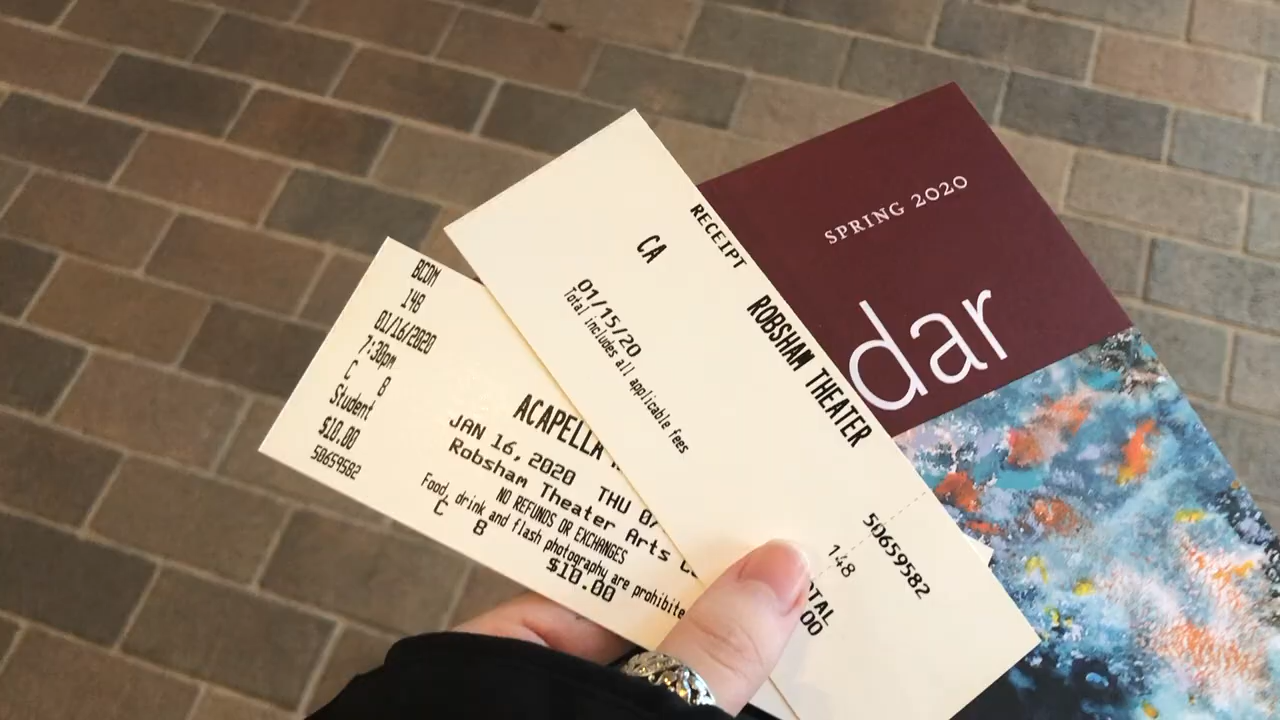 BCDM
148
01/16/2020
7:30pm
C B
Student
$10.00
50659582
ACAPELLA
JAN 16, 2020 THU
Robsham Theater Arts
NO REFUNDS OR EXCHANGES
Food, drink and flash photography are prohibite
C B
$10.00
RECEIPT
CA
01/15/20
Total includes all applicable fees
ROBSHAM THEATER
50659582
148
OTAL
00
SPRING 2020
dar